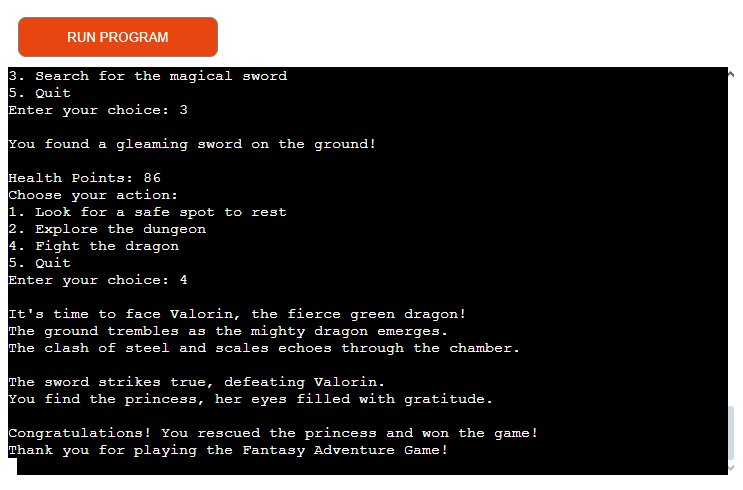 RUN PROGRAM
3. Search for the magical sword
5. Quit
Enter your choice: 3
You found a gleaming sword on the ground!
Health Points: 86
Choose your action:
1. Look for a safe spot to rest
2. Explore the dungeon
4. Fight the dragon
5. Quit
Enter your choice: 4
It's time to face Valorin, the fierce green dragon!
The ground trembles as the mighty dragon emerges.
The clash of steel and scales echoes through the chamber.
The sword strikes true, defeating Valorin.
You find the princess, her eyes filled with gratitude.
Congratulations! You rescued the princess and won the game!
Thank you for playing the Fantasy Adventure Game!